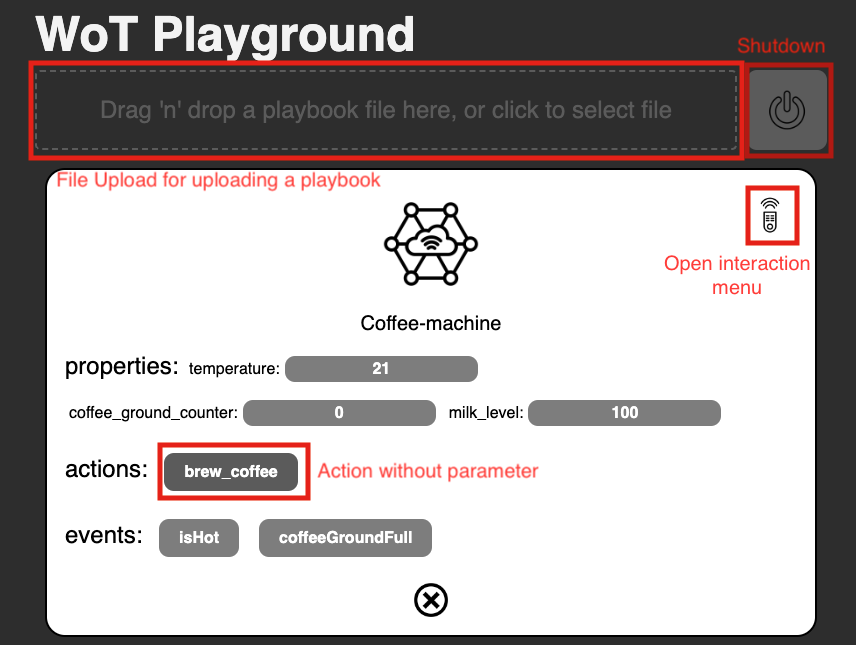 WoT Playground
Shutdown
Drag 'n' drop a playbook file here, or click to select file
File Upload for uploading a playbook
Open interaction
menu
Coffee-machine
properties: temperature: 21
coffee_ground_counter: 0 milk_level: 100
actions: brew_coffee Action without parameter
events: isHot coffeeGroundFull